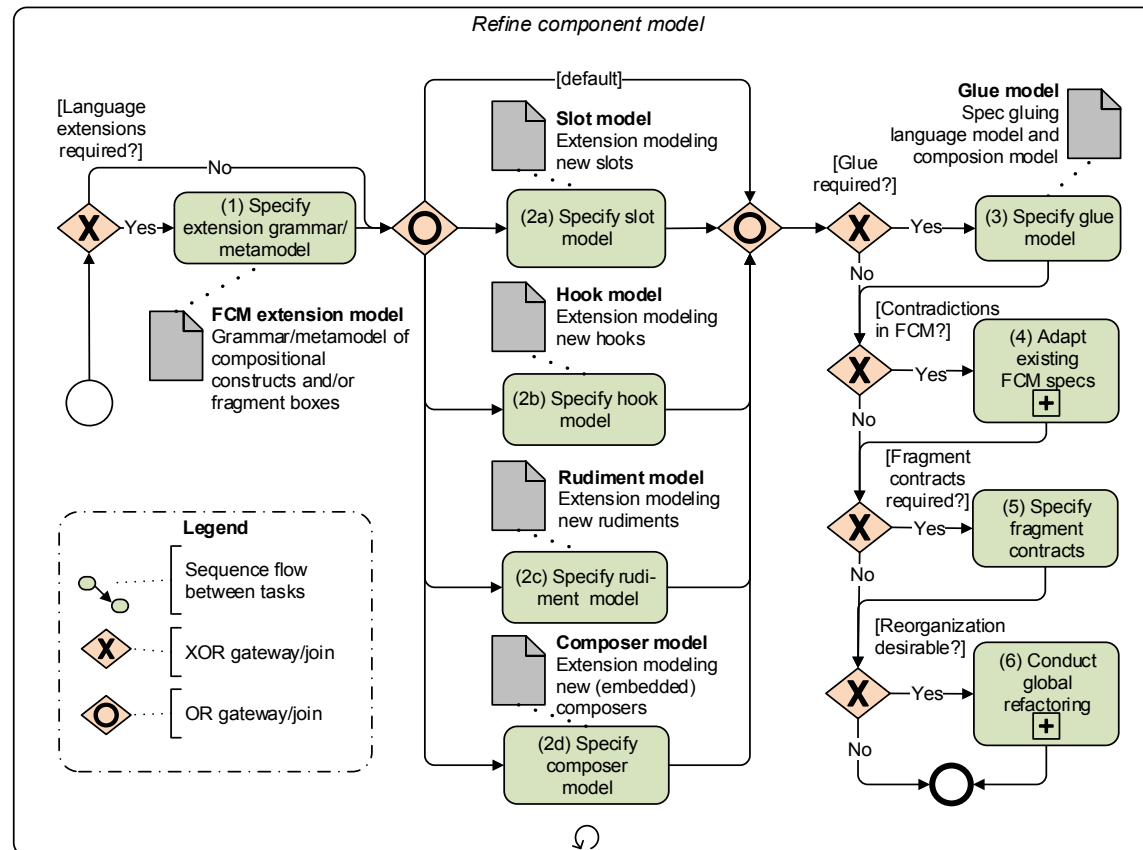 Refine component model
[default]
[Language
extensions
required?]
No
Yes
(1) Specify
extension grammar/
metamodel
FCM extension model
Grammar/metamodel of
compositional
constructs and/or
fragment boxes
Slot model
Extension modeling
new slots
(2a) Specify slot
model
Hook model
Extension modeling
new hooks
(2b) Specify hook
model
Rudiment model
Extension modeling
new rudiments
(2c) Specify rudi-
ment model
Composer model
Extension modeling
new (embedded)
composers
(2d) Specify
composer
model
Glue model
Spec gluing
language model and
composion model
[Glue
required?]
Yes
(3) Specify glue
model
No
[Contradictions
in FCM?]
Yes
(4) Adapt
existing
FCM specs
No
[Fragment
contracts
required?]
Yes
(5) Specify
fragment
contracts
No
[Reorganization
desirable?]
Yes
(6) Conduct
global
refactoring
No
Legend
Sequence flow
between tasks
XOR gateway/join
OR gateway/join